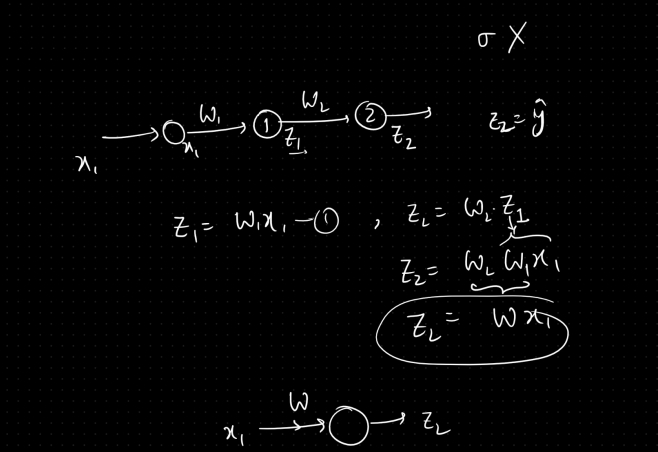 σ X
x₁ W₁ x₁ ① W₂ Z₁ ② Z₂
Z₂ = ŷ
Z₁ = W₁x₁ — ① , Z₂ = W₂·Z₁
Z₂ = W₂ W₁x₁
Z₂ = Wx₁
x₁ W Z₂